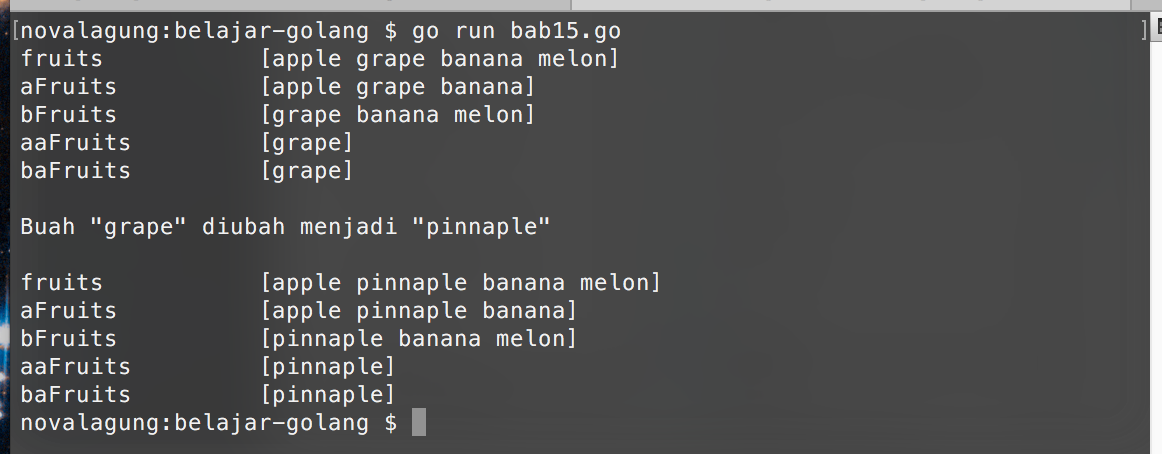 [novalagung:belajar-golang $ go run bab15.go ]
fruits [apple grape banana melon]
aFruits [apple grape banana]
bFruits [grape banana melon]
aaFruits [grape]
baFruits [grape]
Buah "grape" diubah menjadi "pinnaple"
fruits [apple pinnaple banana melon]
aFruits [apple pinnaple banana]
bFruits [pinnaple banana melon]
aaFruits [pinnaple]
baFruits [pinnaple]
novalagung:belajar-golang $